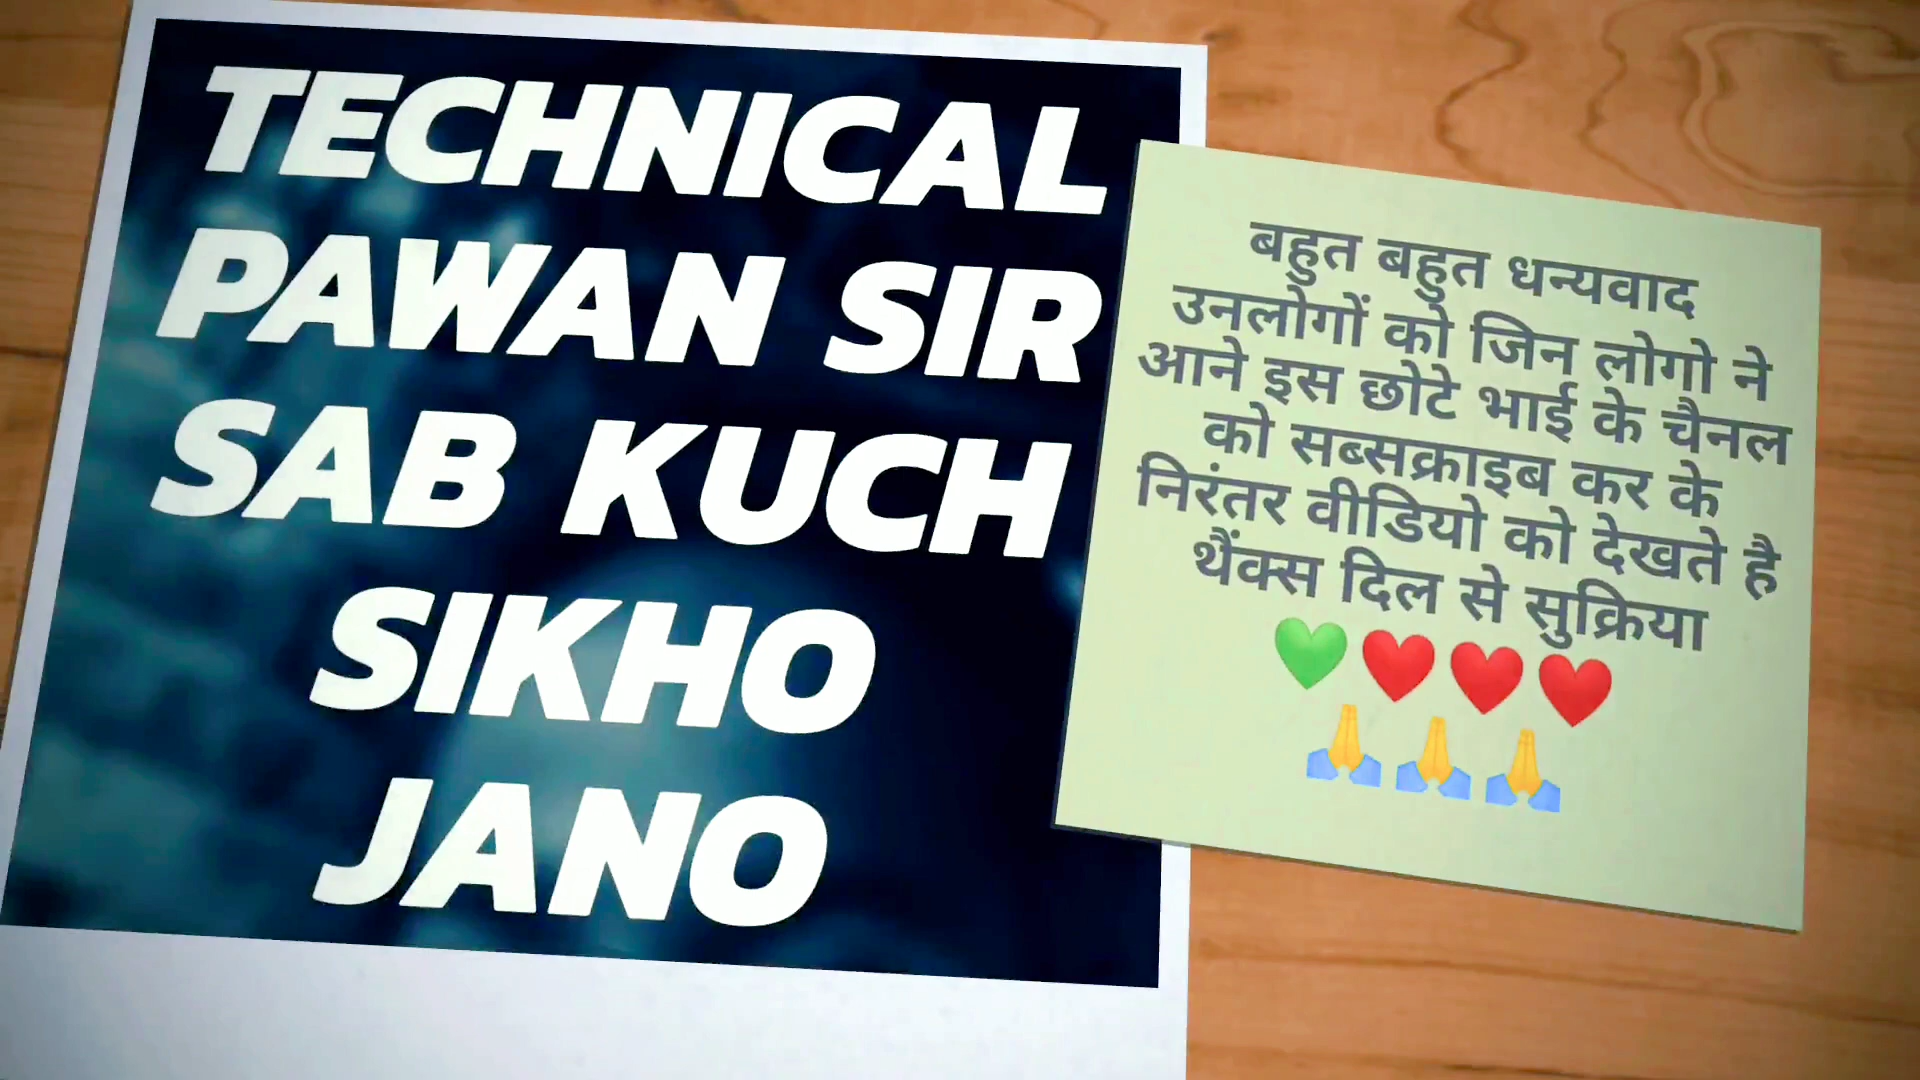 TECHNICAL
PAWAN SIR
SAB KUCH
SIKHO
JANO
बहुत बहुत धन्यवाद
उनलोगों को जिन लोगो ने
आने इस छोटे भाई के चैनल
को सब्सक्राइब कर के
निरंतर वीडियो को देखते है
थैंक्स दिल से सुक्रिया
💚❤️❤️❤️
🙏🙏🙏